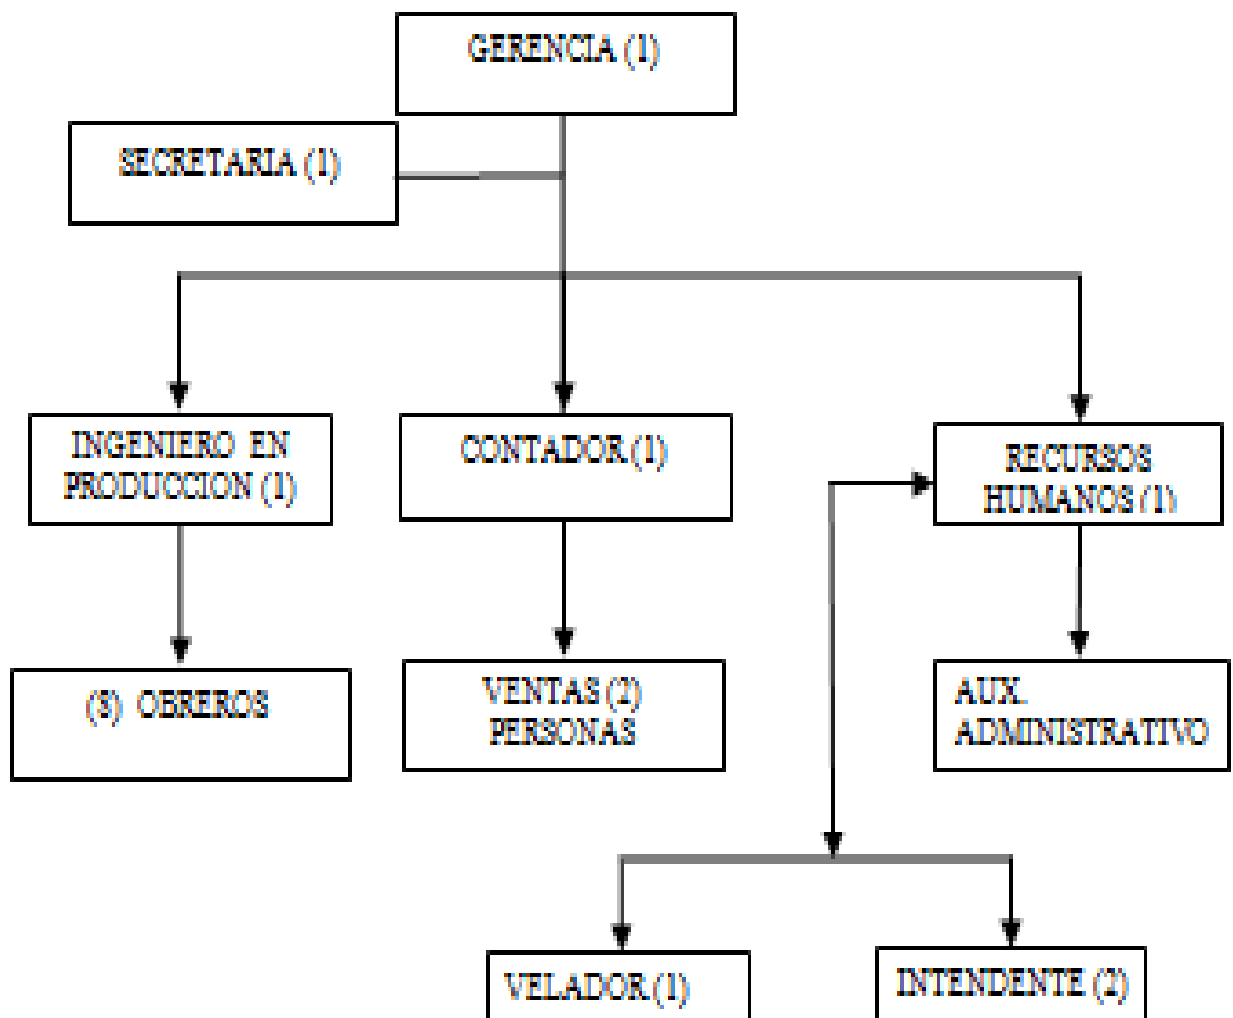 GERENCIA (1)
SECRETARIA (1)
INGENIERO EN
PRODUCCION (1)
CONTADOR (1)
RECURSOS
HUMANOS (1)
(8) OBREROS
VENTAS (2)
PERSONAS
AUX.
ADMINISTRATIVO
VELADOR (1)
INTENDENTE (2)